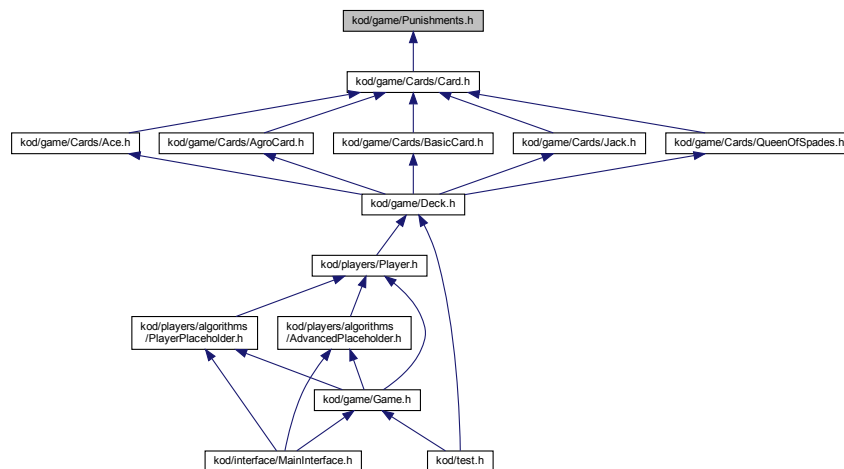 kod/game/Punishments.h
kod/game/Cards/Card.h
kod/game/Cards/Ace.h
kod/game/Cards/AgroCard.h
kod/game/Cards/BasicCard.h
kod/game/Cards/Jack.h
kod/game/Cards/QueenOfSpades.h
kod/game/Deck.h
kod/players/Player.h
kod/players/algorithms
/PlayerPlaceholder.h
kod/players/algorithms
/AdvancedPlaceholder.h
kod/game/Game.h
kod/interface/MainInterface.h
kod/test.h